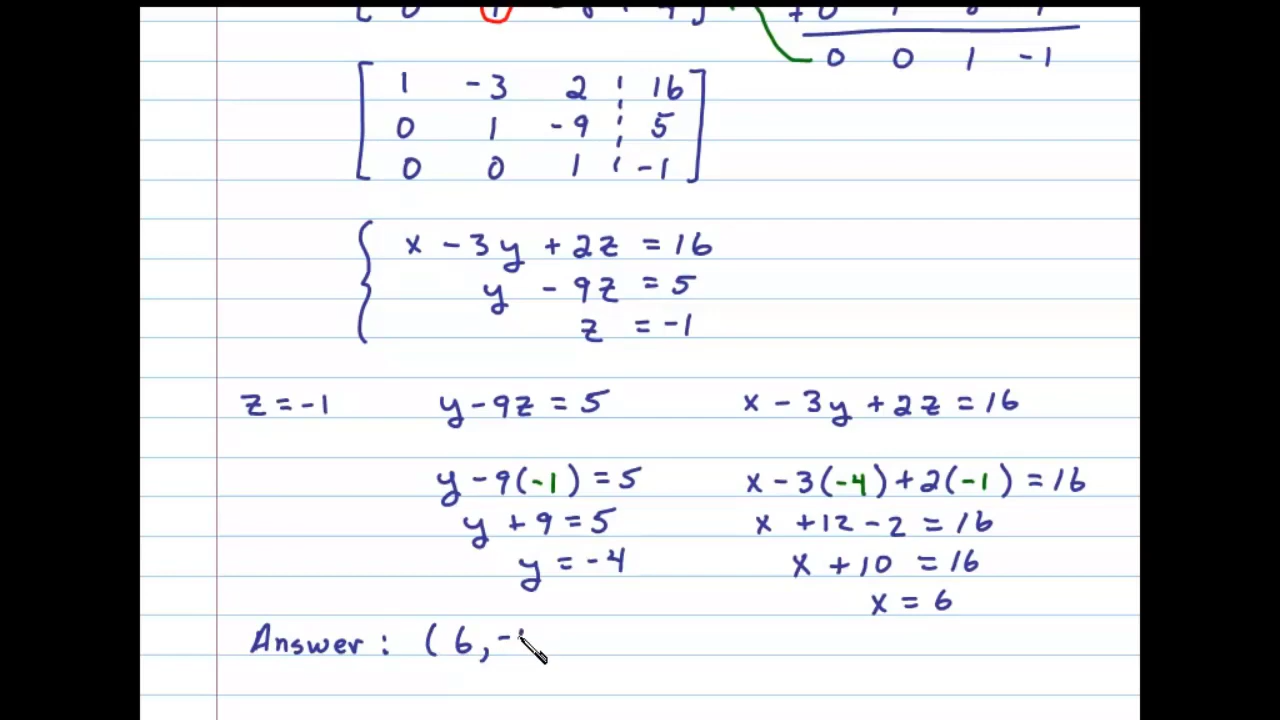 0 0 1 -1
1 -3 2 16
0 1 -9 5
0 0 1 -1
x - 3y + 2z = 16
y - 9z = 5
z = -1
z = -1 y - 9z = 5 x - 3y + 2z = 16
y - 9(-1) = 5 x - 3(-4) + 2(-1) = 16
y + 9 = 5 x + 12 - 2 = 16
y = -4 x + 10 = 16
x = 6
Answer: (6, -